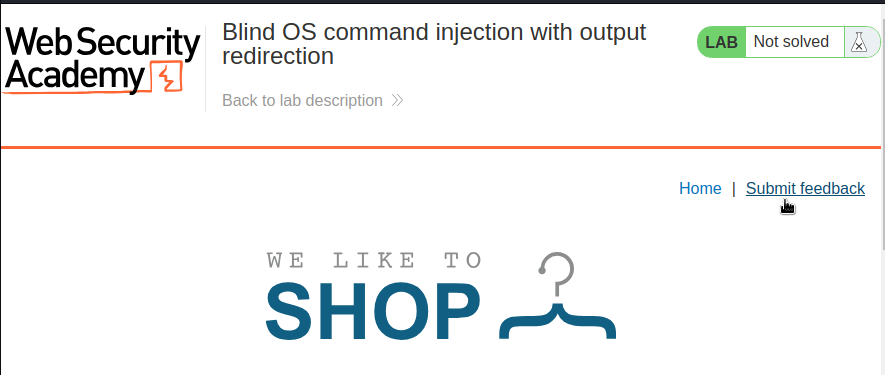 Web Security
Academy
Blind OS command injection with output
redirection
Back to lab description
LAB Not solved
Home | Submit feedback
WE LIKE TO
SHOP